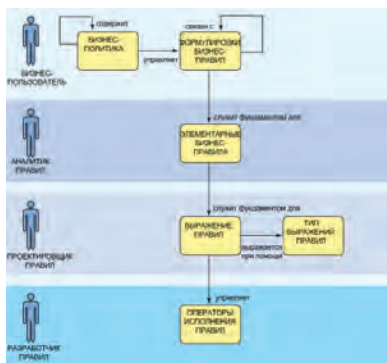 содержит
связан с
БИЗНЕС-
ПОЛИТИКА
управляет
ФОРМУЛИРОВКИ
БИЗНЕС-
ПРАВИЛ
БИЗНЕС-
ПОЛЬЗОВАТЕЛЬ
служит фундаментом для
ЭЛЕМЕНТАРНЫЕ
БИЗНЕС-
ПРАВИЛА
АНАЛИТИК
ПРАВИЛ
служит фундаментом для
ВЫРАЖЕНИЕ
ПРАВИЛ
ТИП
ВЫРАЖЕНИЙ
ПРАВИЛ
выражается
при помощи
ПРОЕКТИРОВЩИК
ПРАВИЛ
управляет
ОПЕРАТОРЫ
ИСПОЛНЕНИЯ
ПРАВИЛ
РАЗРАБОТЧИК
ПРАВИЛ